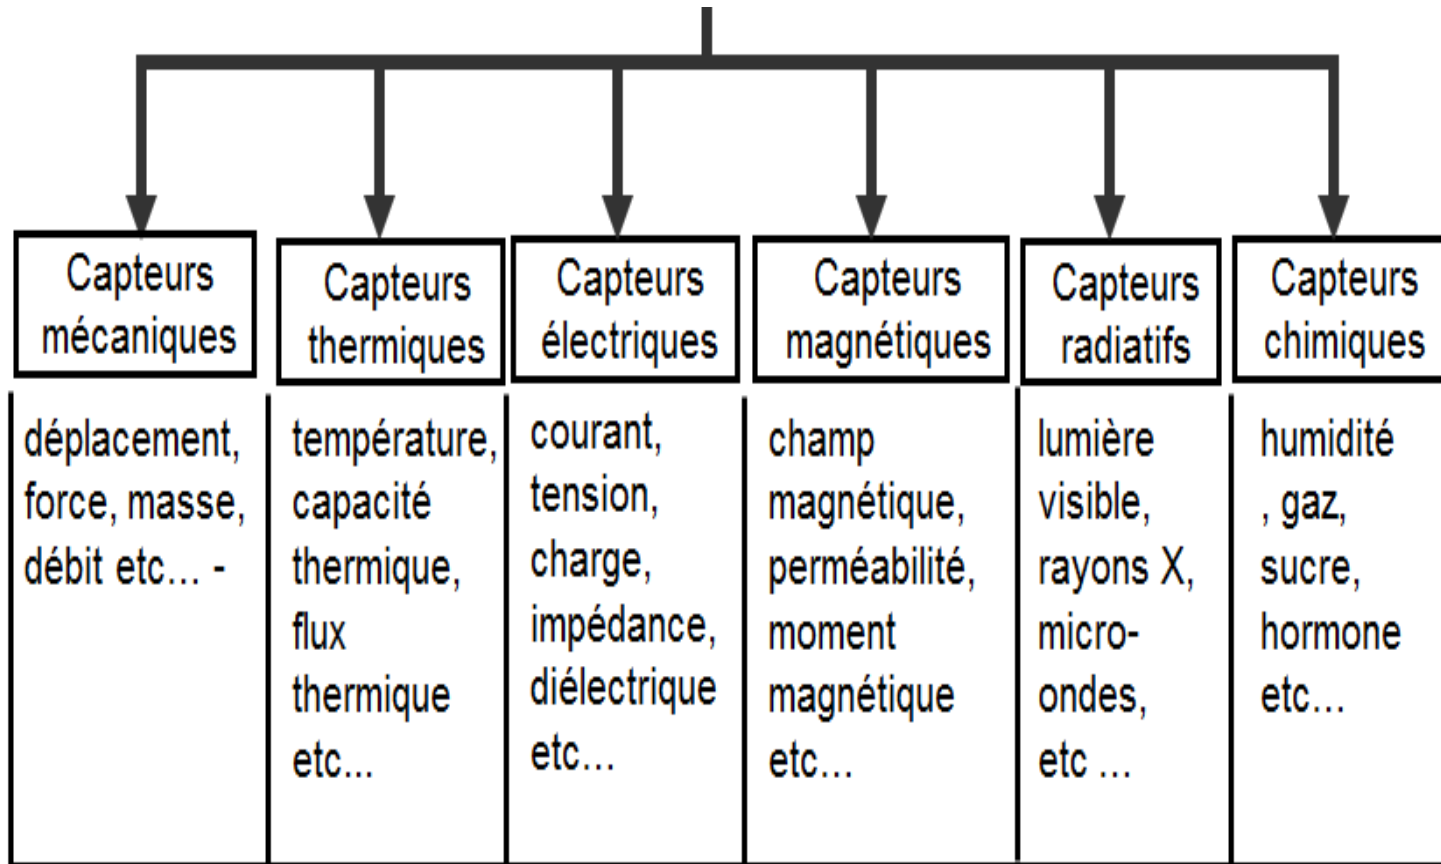 Capteurs
mécaniques
déplacement,
force, masse,
débit etc… -
Capteurs
thermiques
température,
capacité
thermique,
flux
thermique
etc...
Capteurs
électriques
courant,
tension,
charge,
impédance,
diélectrique
etc…
Capteurs
magnétiques
champ
magnétique,
perméabilité,
moment
magnétique
etc…
Capteurs
radiatifs
lumière
visible,
rayons X,
micro-
ondes,
etc …
Capteurs
chimiques
humidité
, gaz,
sucre,
hormone
etc…